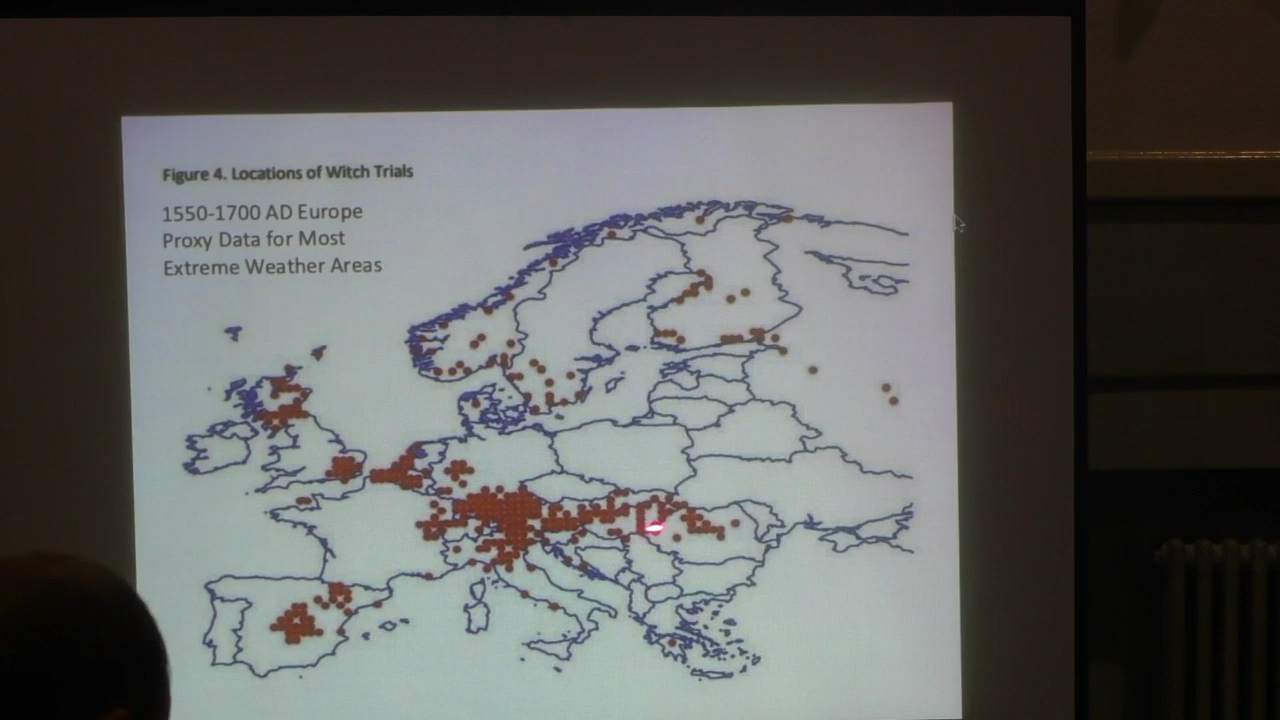 Figure 4. Locations of Witch Trials
1550-1700 AD Europe
Proxy Data for Most
Extreme Weather Areas